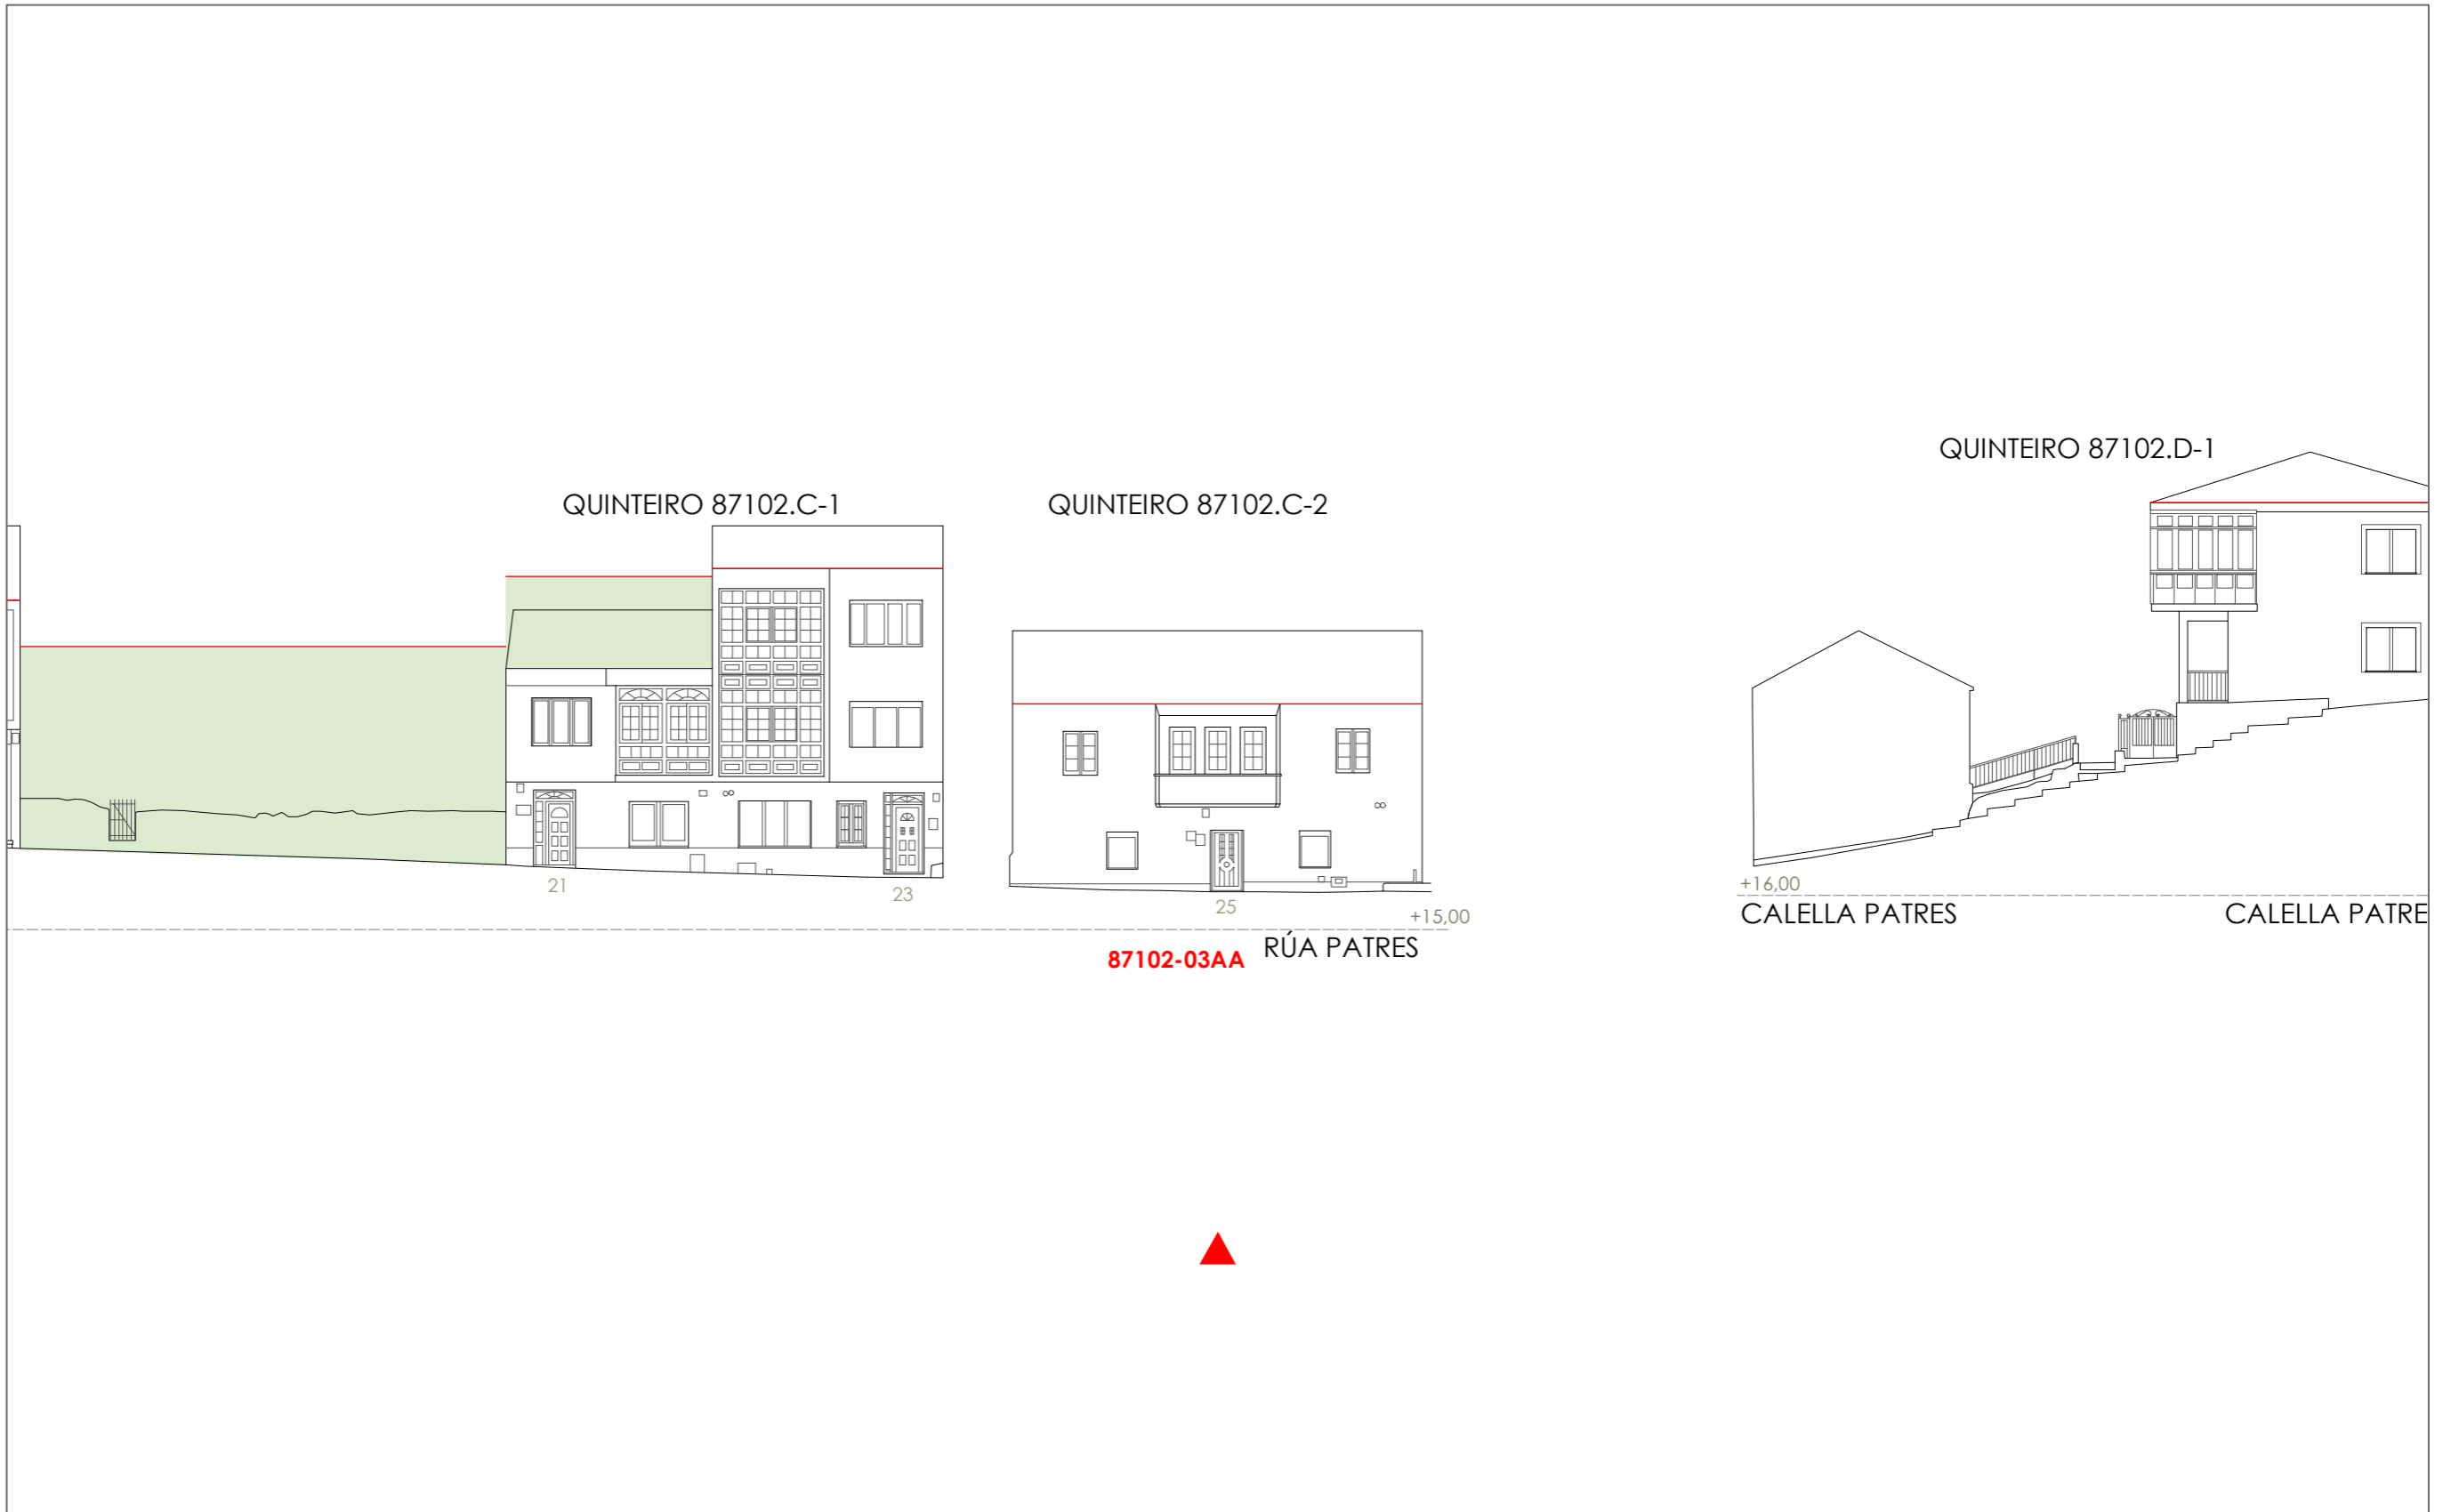 QUINTEIRO 87102.D-1
QUINTEIRO 87102.C-1
QUINTEIRO 87102.C-2
21
23
25
+15,00
+16,00
CALELLA PATRES
CALELLA PATRE
RÚA PATRES
87102-03AA